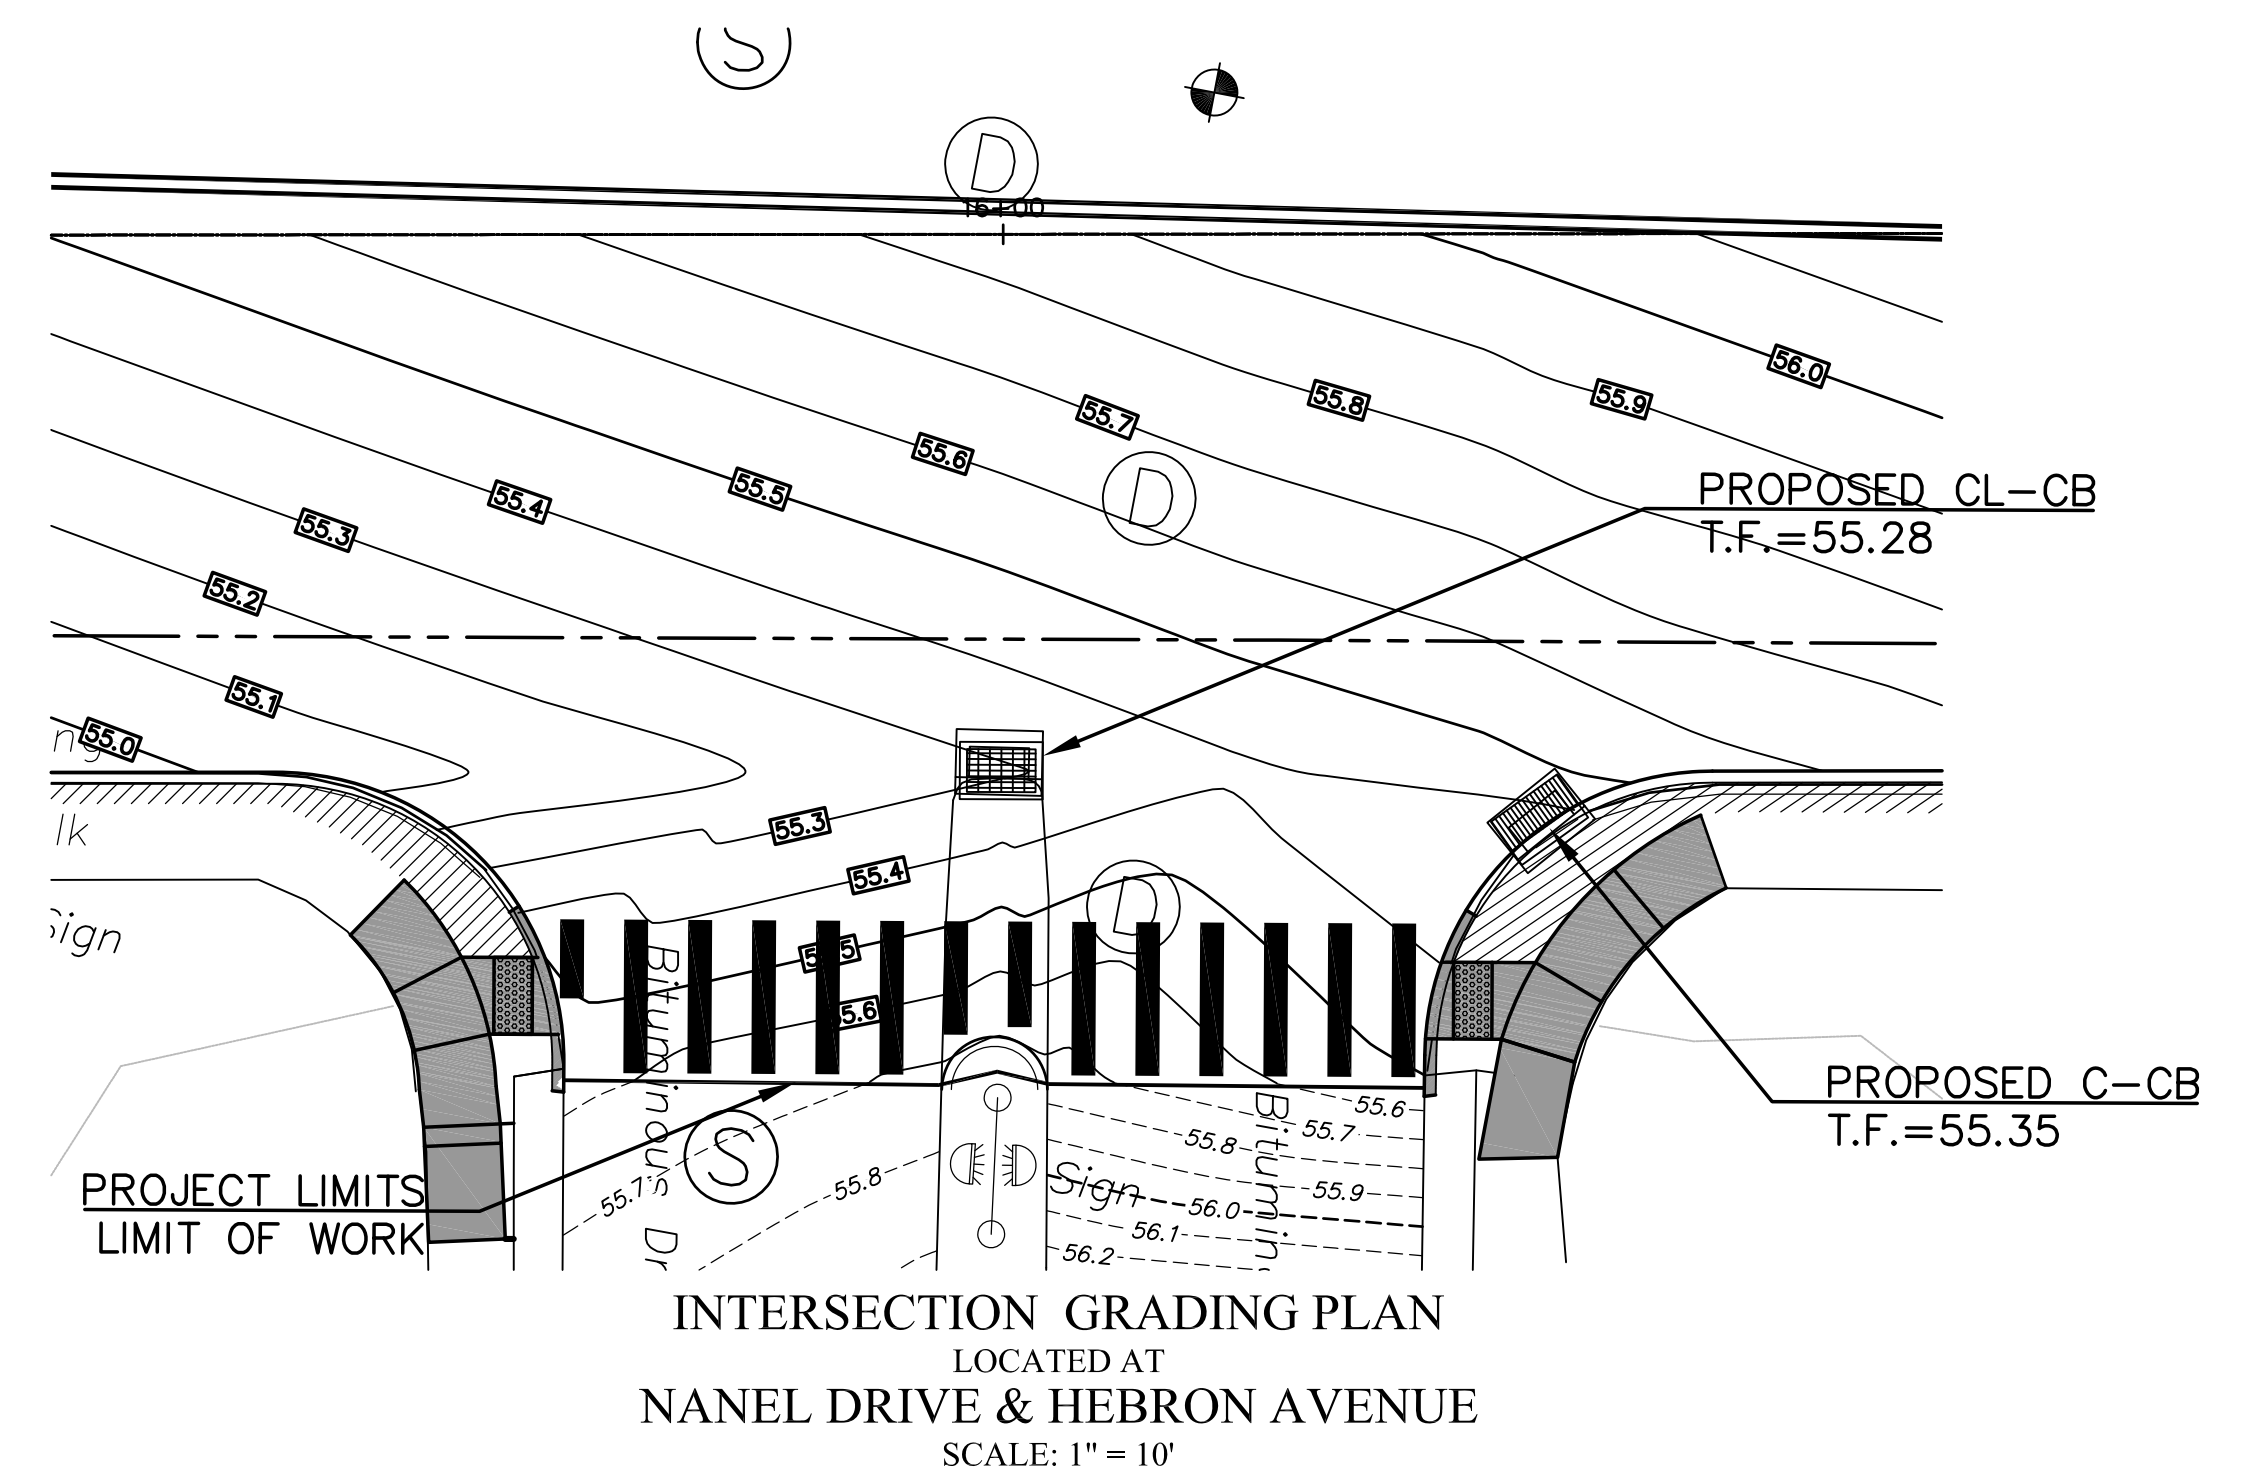 S
D
16+00
56.0
55.9
55.8
55.7
55.6
55.5
55.4
55.3
55.2
55.1
55.0
D
PROPOSED CL-CB
T.F.=55.28
ng
lk
Sign
55.3
55.4
55.6
D
PROPOSED C-CB
T.F.=55.35
PROJECT LIMITS
LIMIT OF WORK
Bituminous Dr
S
55.7
55.8
Sign
Bitumin
55.6
55.7
55.8
55.9
56.0
56.1
56.2
INTERSECTION GRADING PLAN
LOCATED AT
NANEL DRIVE & HEBRON AVENUE
SCALE: 1" = 10'